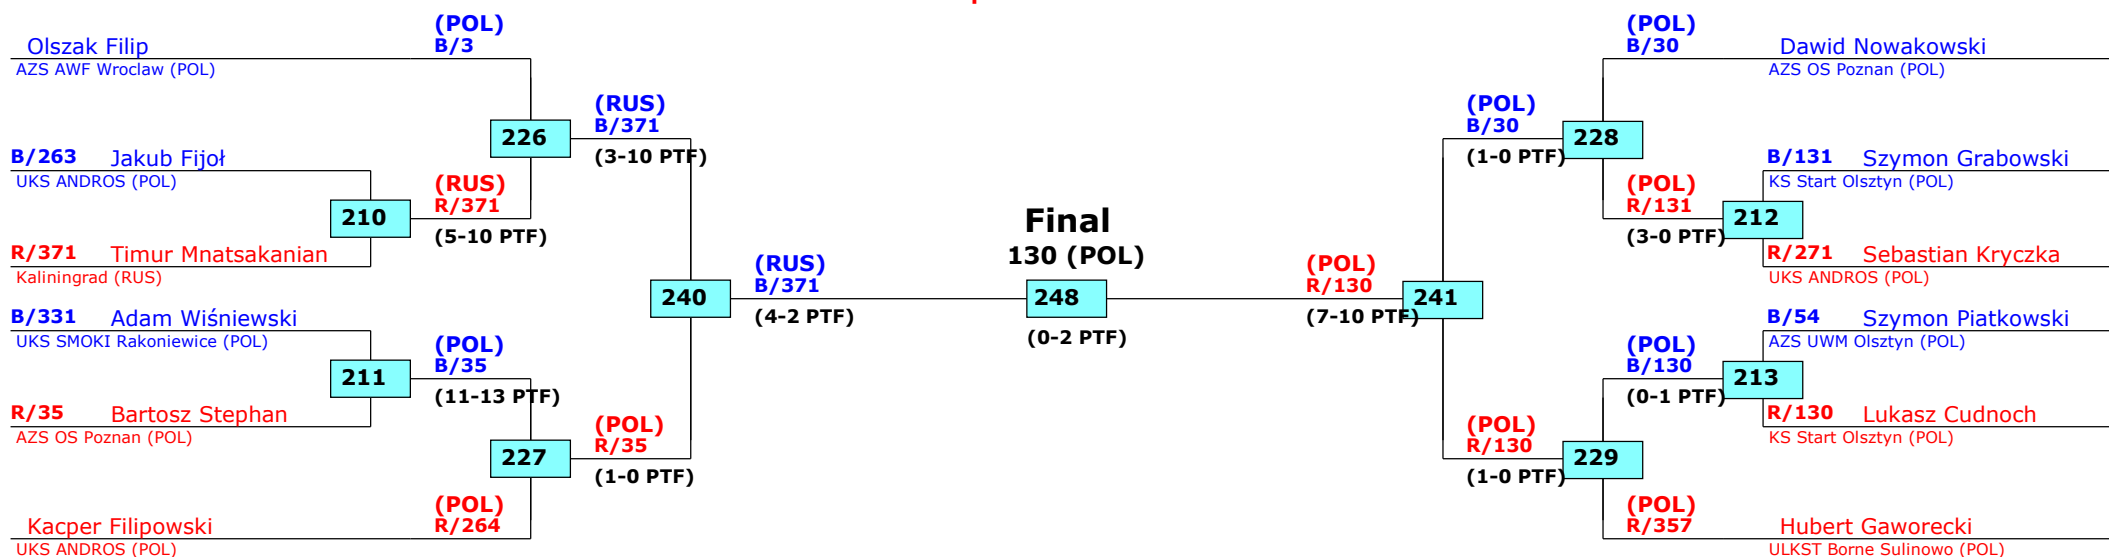 (POL)
B/3
Olszak Filip
AZS AWF Wroclaw (POL)
B/263 Jakub Fijoł
UKS ANDROS (POL)
226
(RUS)
B/371
(3-10 PTF)
210
(RUS)
R/371
(5-10 PTF)
R/371 Timur Mnatsakanian
Kaliningrad (RUS)
B/331 Adam Wiśniewski
UKS SMOKI Rakoniewice (POL)
240
(RUS)
B/371
(4-2 PTF)
211
(POL)
B/35
(11-13 PTF)
R/35 Bartosz Stephan
AZS OS Poznan (POL)
227
(POL)
R/35
(1-0 PTF)
(POL)
R/264
Kacper Filipowski
UKS ANDROS (POL)
Final
130 (POL)
248
(0-2 PTF)
(POL)
B/30
Dawid Nowakowski
AZS OS Poznan (POL)
(POL)
B/30
(1-0 PTF)
228
B/131 Szymon Grabowski
KS Start Olsztyn (POL)
(POL)
R/131
(3-0 PTF)
212
R/271 Sebastian Kryczka
UKS ANDROS (POL)
(POL)
R/130
(7-10 PTF)
241
B/54 Szymon Piatkowski
AZS UWM Olsztyn (POL)
(POL)
B/130
(0-1 PTF)
213
R/130 Lukasz Cudnoch
KS Start Olsztyn (POL)
(POL)
R/130
(1-0 PTF)
229
(POL)
R/357
Hubert Gaworecki
ULKST Borne Sulinowo (POL)